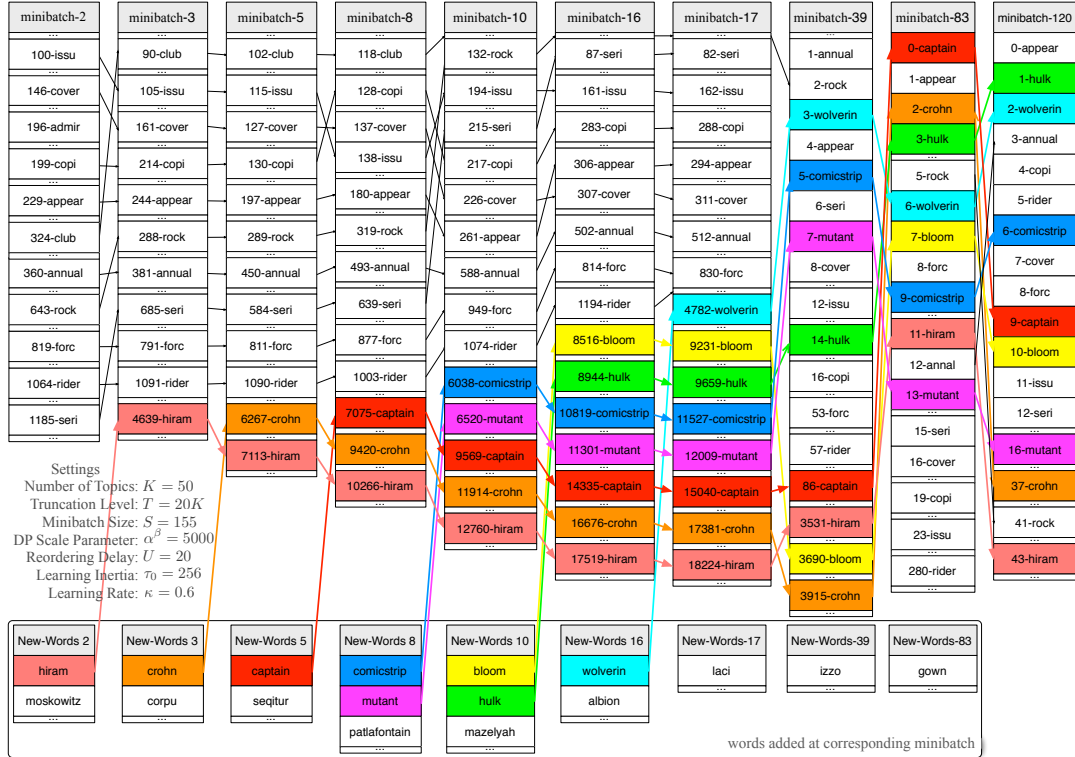 minibatch-2
...
100-issu
...
146-cover
...
196-admir
...
199-copi
...
229-appear
...
324-club
...
360-annual
...
643-rock
...
819-forc
...
1064-rider
...
1185-seri
...
minibatch-3
...
90-club
...
105-issu
...
161-cover
...
214-copi
...
244-appear
...
288-rock
...
381-annual
...
685-seri
...
791-forc
...
1091-rider
...
4639-hiram
...
minibatch-5
...
102-club
...
115-issu
...
127-cover
...
130-copi
...
197-appear
...
289-rock
...
450-annual
...
584-seri
...
811-forc
...
1090-rider
...
6267-crohn
...
7113-hiram
...
minibatch-8
...
118-club
...
128-copi
...
137-cover
...
138-issu
...
180-appear
...
319-rock
...
493-annual
...
639-seri
...
877-forc
...
1003-rider
...
7075-captain
...
9420-crohn
...
10266-hiram
...
minibatch-10
...
132-rock
...
194-issu
...
215-seri
...
217-copi
...
226-cover
...
261-appear
...
588-annual
...
949-forc
...
1074-rider
...
6038-comicstrip
...
6520-mutant
...
9569-captain
...
11914-crohn
...
12760-hiram
...
minibatch-16
...
87-seri
...
161-issu
...
283-copi
...
306-appear
...
307-cover
...
502-annual
...
814-forc
...
1194-rider
...
8516-bloom
...
8944-hulk
...
10819-comicstrip
...
11301-mutant
...
14335-captain
...
16676-crohn
...
17519-hiram
...
minibatch-17
...
82-seri
...
162-issu
...
288-copi
...
294-appear
...
311-cover
...
512-annual
...
830-forc
...
4782-wolverin
...
9231-bloom
...
9659-hulk
...
11527-comicstrip
...
12009-mutant
...
15040-captain
...
17381-crohn
...
18224-hiram
...
minibatch-39
...
1-annual
2-rock
3-wolverin
4-appear
5-comicstrip
6-seri
7-mutant
8-cover
...
12-issu
...
14-hulk
...
16-copi
...
53-forc
...
57-rider
...
86-captain
...
3531-hiram
...
3690-bloom
...
3915-crohn
...
minibatch-83
0-captain
1-appear
2-crohn
3-hulk
...
5-rock
6-wolverin
7-bloom
8-forc
9-comicstrip
...
11-hiram
12-annal
13-mutant
...
15-seri
16-cover
...
19-copi
...
23-issu
...
280-rider
...
minibatch-120
0-appear
1-hulk
2-wolverin
3-annual
4-copi
5-rider
6-comicstrip
7-cover
8-forc
9-captain
10-bloom
11-issu
12-seri
...
16-mutant
...
37-crohn
...
41-rock
...
43-hiram
...
Settings
Number of Topics: K = 50
Truncation Level: T = 20K
Minibatch Size: S = 155
DP Scale Parameter: α^β = 5000
Reordering Delay: U = 20
Learning Inertia: τ₀ = 256
Learning Rate: κ = 0.6
New-Words 2
hiram
moskowitz
...
New-Words 3
crohn
corpu
...
New-Words 5
captain
seqitur
...
New-Words 8
comicstrip
mutant
patlafontain
...
New-Words 10
bloom
hulk
mazelyah
...
New-Words 16
wolverin
albion
...
New-Words-17
laci
...
New-Words-39
izzo
...
New-Words-83
gown
...
words added at corresponding minibatch